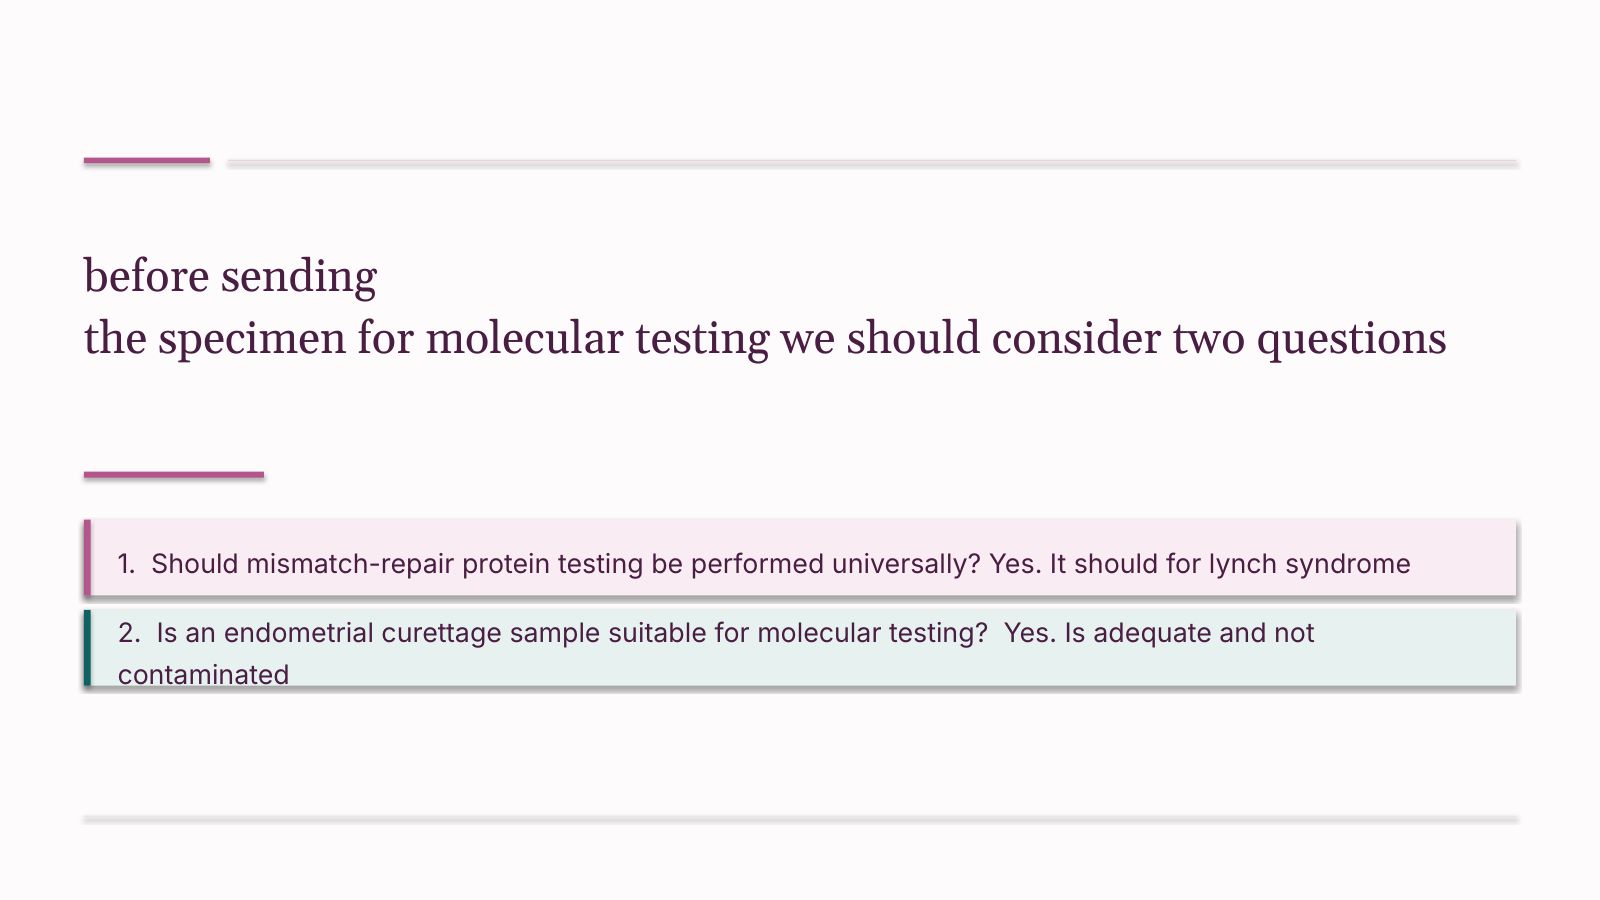 before sending
the specimen for molecular testing we should consider two questions
1. Should mismatch-repair protein testing be performed universally? Yes. It should for lynch syndrome
2. Is an endometrial curettage sample suitable for molecular testing? Yes. Is adequate and not
contaminated